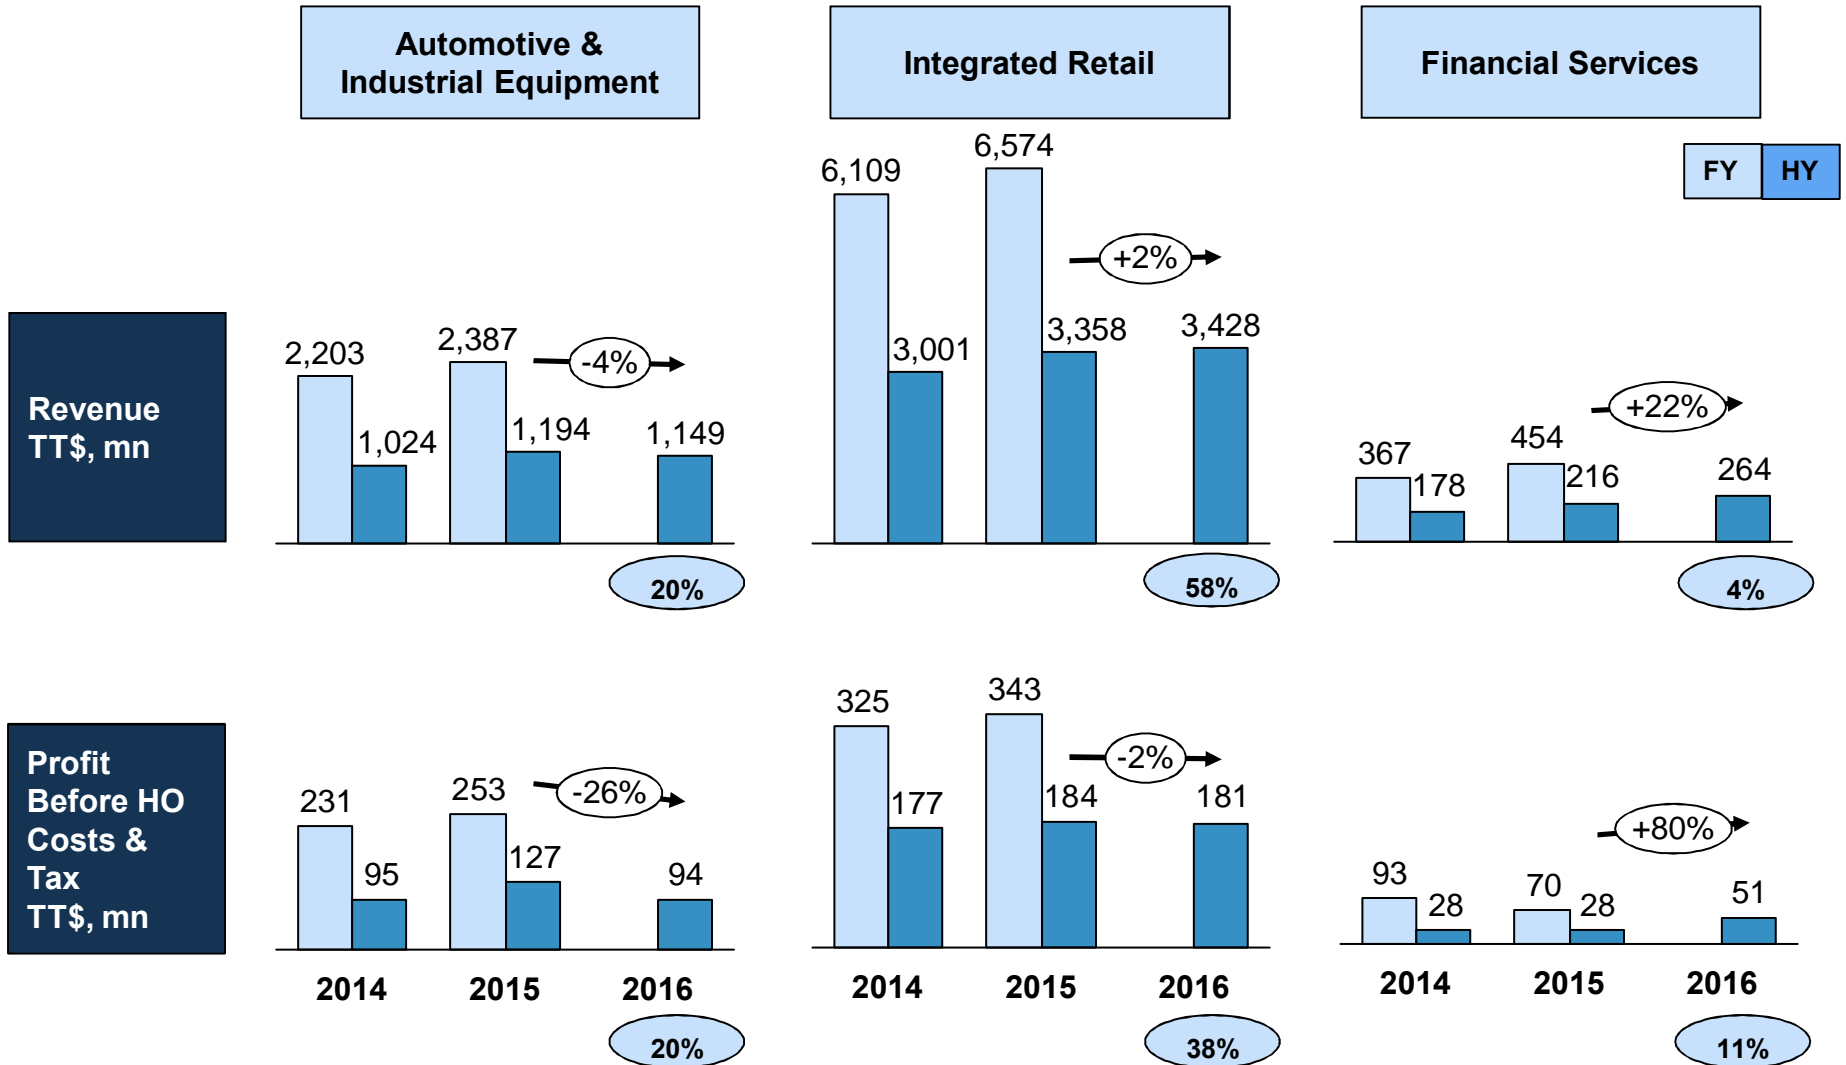 Automotive &
Industrial Equipment
Integrated Retail
Financial Services
FY HY
Revenue
TT$, mn
2,203
1,024
2,387
1,194
1,149
-4%
20%
6,109
3,001
6,574
3,358
3,428
+2%
58%
367
178
454
216
264
+22%
4%
Profit
Before HO
Costs &
Tax
TT$, mn
231
95
253
127
94
-26%
2014 2015 2016
20%
325
177
343
184
181
-2%
2014 2015 2016
38%
93
28
70
28
51
+80%
2014 2015 2016
11%